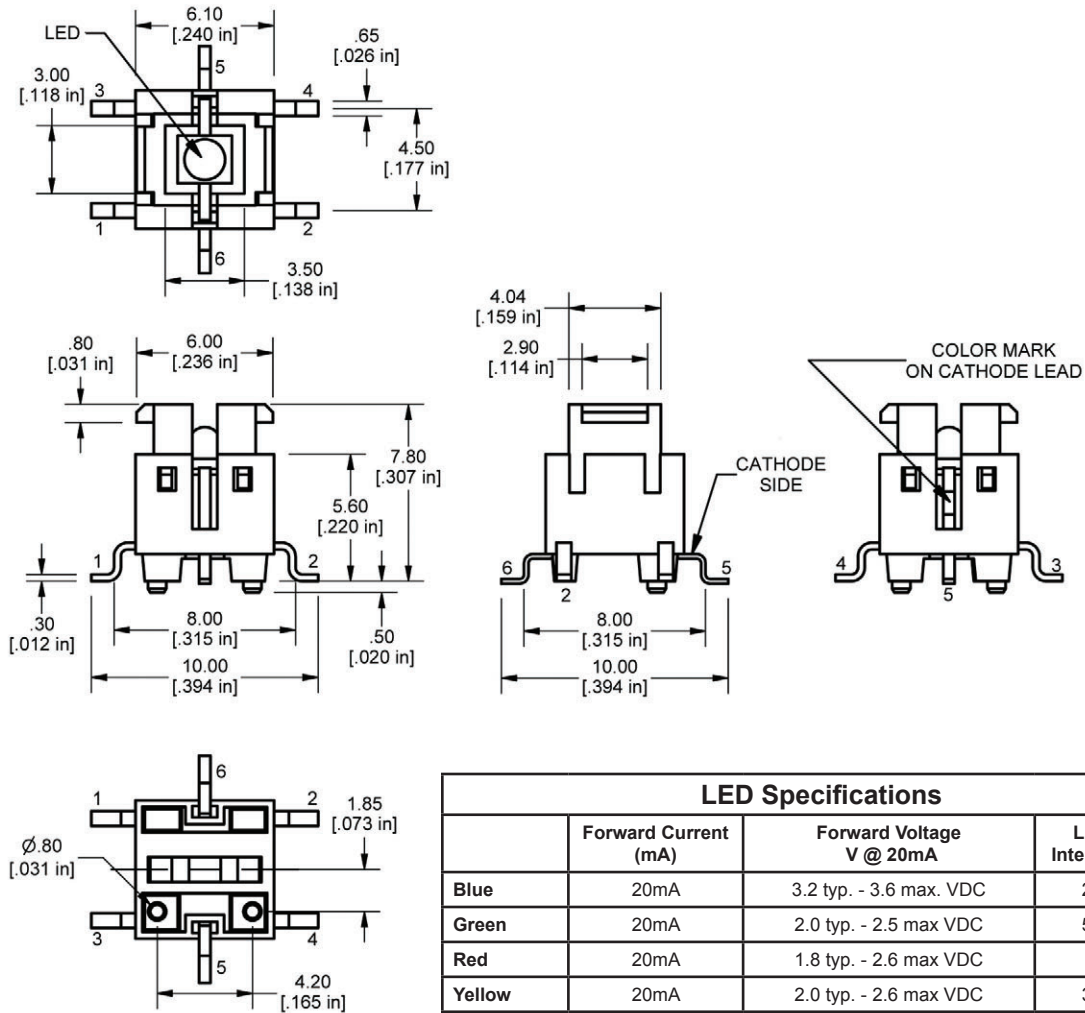 6.10
[.240 in]
LED
5
.65
[.026 in]
3.00
[.118 in]
3
4
4.50
[.177 in]
1
2
6
3.50
[.138 in]
.80
[.031 in]
6.00
[.236 in]
7.80
[.307 in]
5.60
[.220 in]
1
2
.30
[.012 in]
8.00
[.315 in]
.50
[.020 in]
10.00
[.394 in]
4.04
[.159 in]
2.90
[.114 in]
CATHODE
SIDE
6
5
2
8.00
[.315 in]
10.00
[.394 in]
COLOR MARK
ON CATHODE LEAD
4
3
5
6
1
2
1.85
[.073 in]
Ø.80
[.031 in]
3
4
5
4.20
[.165 in]
LED Specifications
Forward Current (mA) Forward Voltage V @ 20mA
Blue 20mA 3.2 typ. - 3.6 max. VDC
Green 20mA 2.0 typ. - 2.5 max VDC
Red 20mA 1.8 typ. - 2.6 max VDC
Yellow 20mA 2.0 typ. - 2.6 max VDC